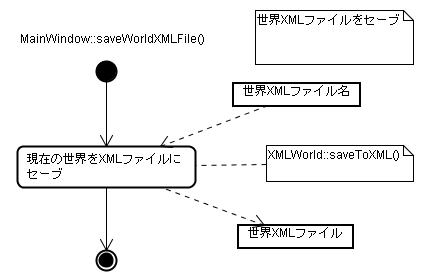 世界XMLファイルをセーブ
MainWindow::saveWorldXMLFile()
世界XMLファイル名
現在の世界をXMLファイルに
セーブ
XMLWorld::saveToXML()
世界XMLファイル